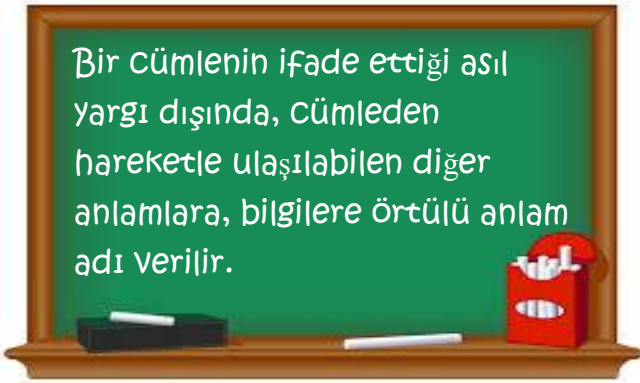 Bir cümlenin ifade ettiği asıl
yargı dışında, cümleden
hareketle ulaşılabilen diğer
anlamlara, bilgilere örtülü anlam
adı verilir.